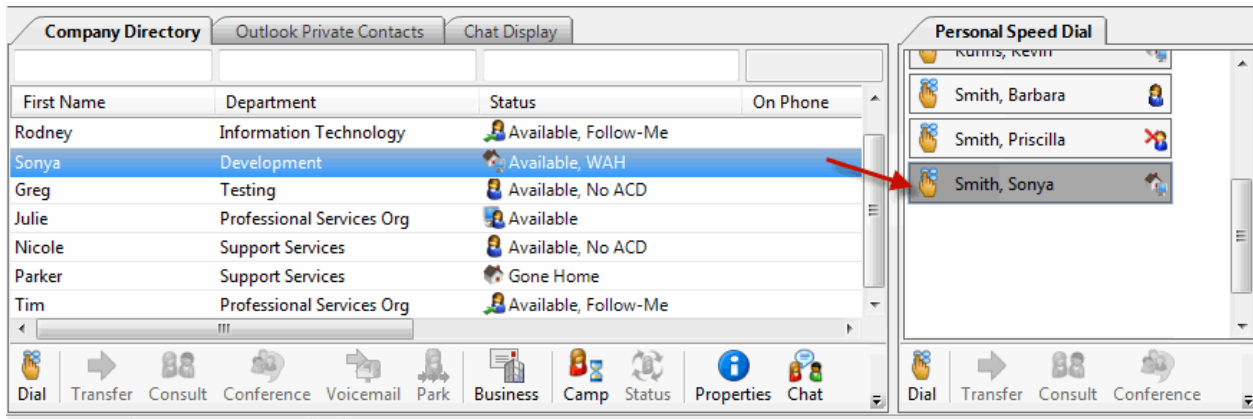 Company Directory Outlook Private Contacts Chat Display
First Name Department Status On Phone
Rodney Information Technology Available, Follow-Me
Sonya Development Available, WAH
Greg Testing Available, No ACD
Julie Professional Services Org Available
Nicole Support Services Available, No ACD
Parker Support Services Gone Home
Tim Professional Services Org Available, Follow-Me
Dial Transfer Consult Conference Voicemail Park Business Camp Status Properties Chat
Personal Speed Dial
Kevin
Smith, Barbara
Smith, Priscilla
Smith, Sonya
Dial Transfer Consult Conference